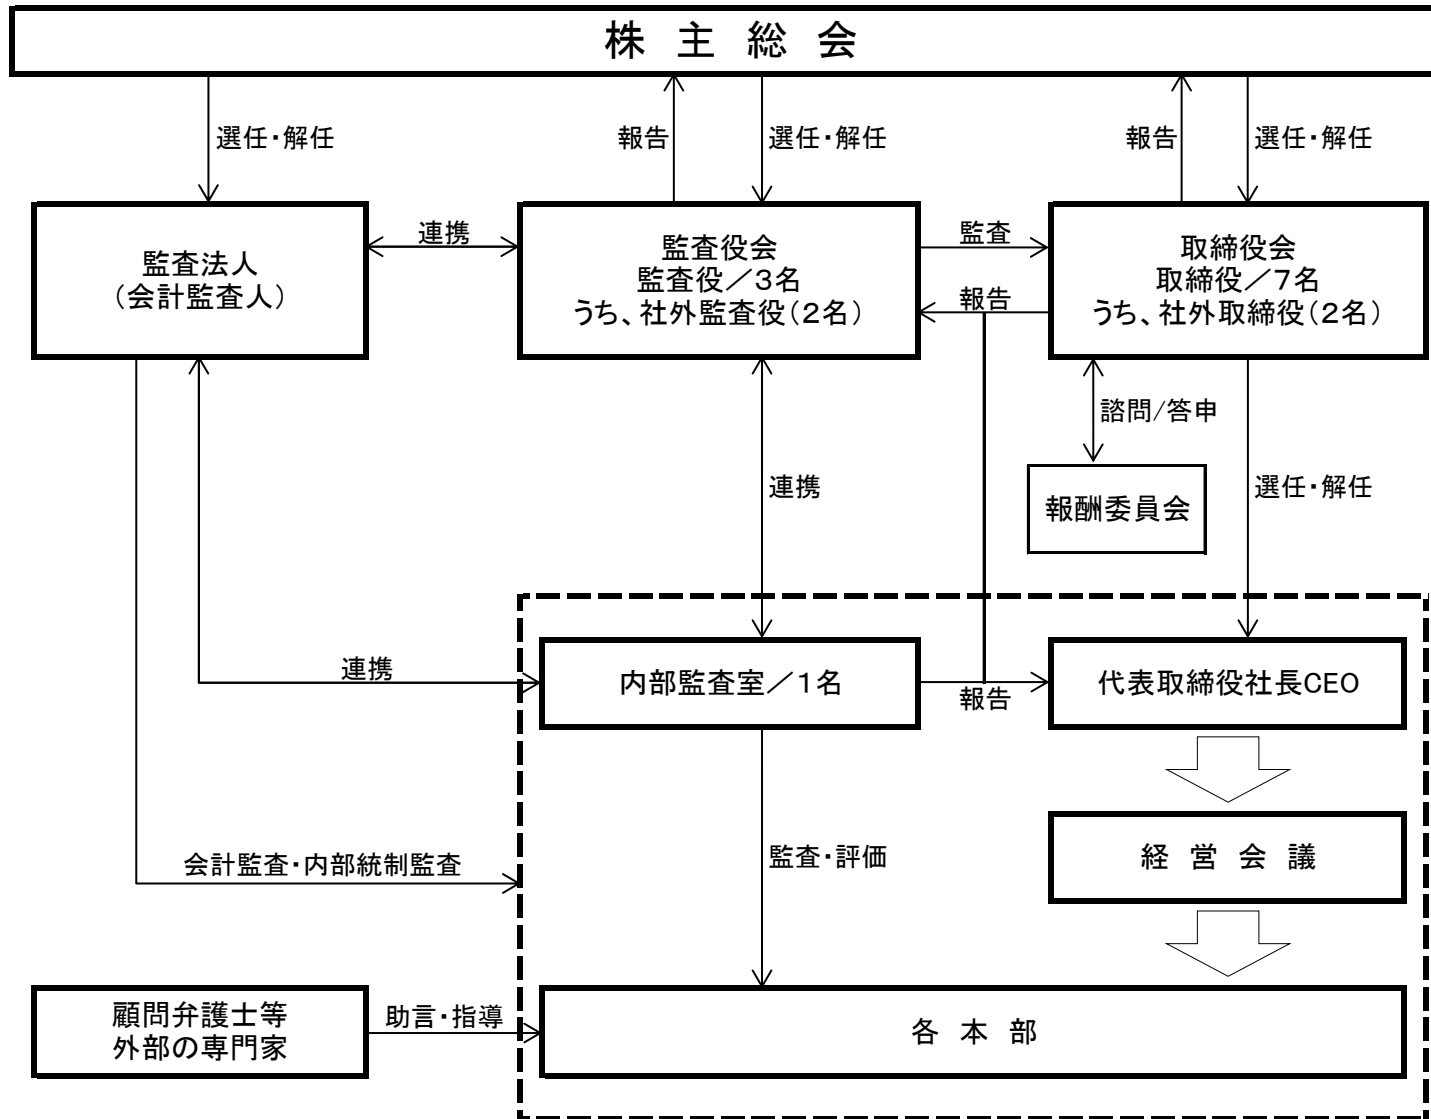 株 主 総 会
選任・解任
報告
選任・解任
報告
選任・解任
監査法人
（会計監査人）
連携
監査役会
監査役／3名
うち、社外監査役（2名）
監査
報告
取締役会
取締役／7名
うち、社外取締役（2名）
諮問/答申
報酬委員会
連携
選任・解任
連携
内部監査室／1名
報告
代表取締役社長CEO
会計監査・内部統制監査
監査・評価
経 営 会 議
顧問弁護士等
外部の専門家
助言・指導
各 本 部